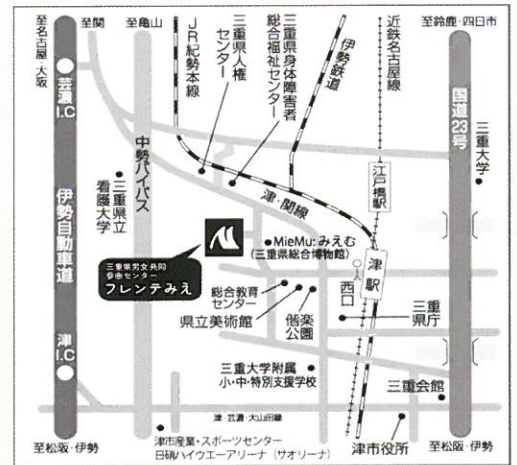 至名古屋・大阪
至関
至亀山
JR紀勢本線
三重県人権
センター
三重県身体障害者
総合福祉センター
伊勢鉄道
近鉄名古屋線
至鈴鹿・四日市
芸濃
I.C
伊勢自動車道
中勢バイパス
三重県立
看護大学
国道23号
三重大学
江戸橋駅
津・関線
MieMu:みえむ
(三重県総合博物館)
三重県男女共同
参画センター
フレンテみえ
津駅
西口
総合教育
センター
県立美術館
偕楽
公園
三重
県庁
津
I.C
三重大学附属
小・中・特別支援学校
三重会館
津・芸濃・大山田線
至松阪・伊勢
津市産業・スポーツセンター
日硝ハイウエーアリーナ(サオリーナ)
津市役所
至松阪・伊勢